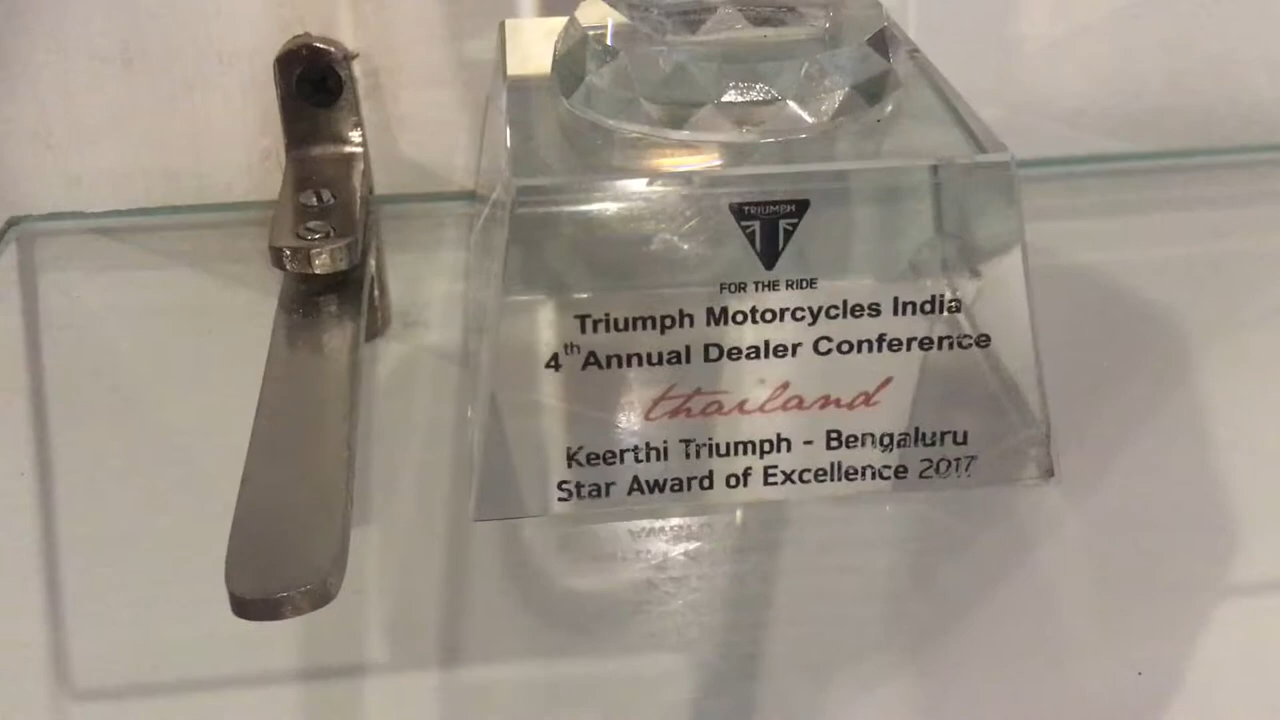 TRIUMPH
FOR THE RIDE
Triumph Motorcycles India
4th Annual Dealer Conference
thailand
Keerthi Triumph - Bengaluru
Star Award of Excellence 2017